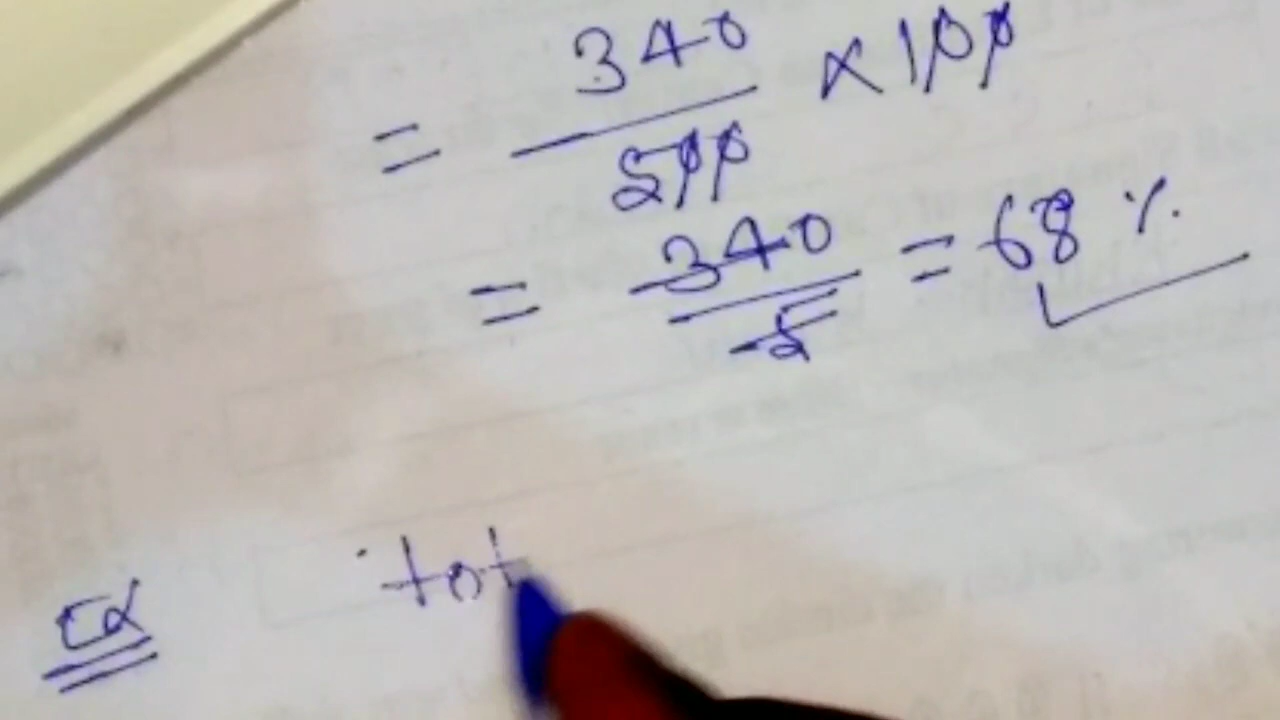 = 340/500 × 100
= 340/5 = 68 %
Ex tot